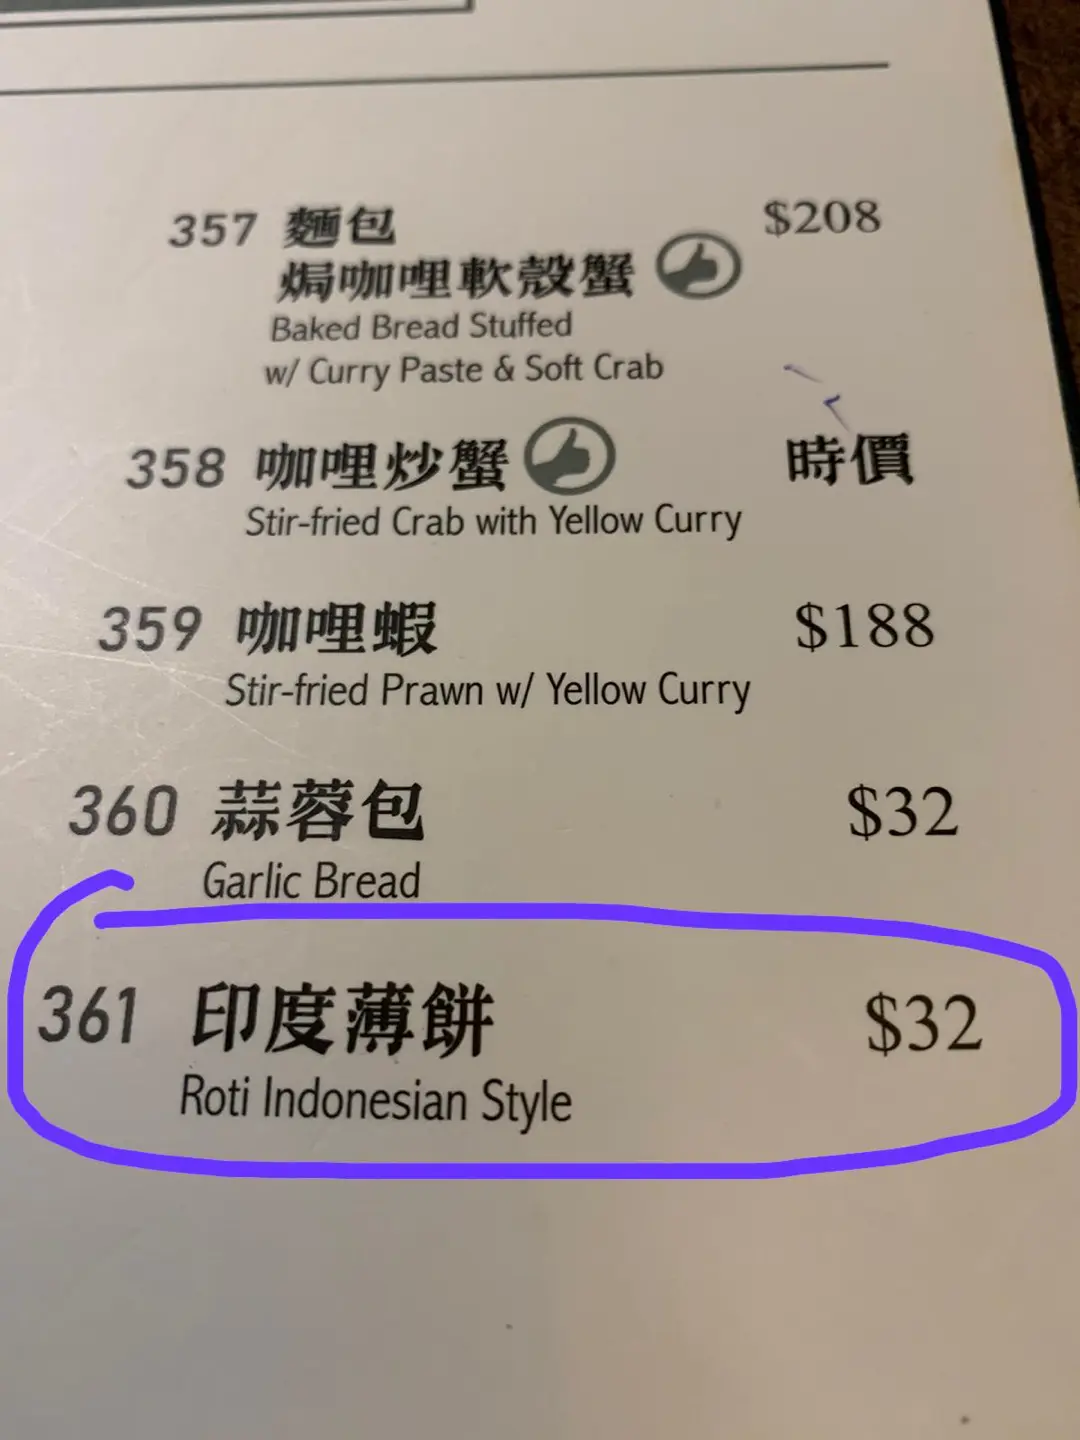 357 麵包 $208
焗咖哩軟殼蟹
Baked Bread Stuffed
w/ Curry Paste & Soft Crab
358 咖哩炒蟹 時價
Stir-fried Crab with Yellow Curry
359 咖哩蝦 $188
Stir-fried Prawn w/ Yellow Curry
360 蒜蓉包 $32
Garlic Bread
361 印度薄餅 $32
Roti Indonesian Style